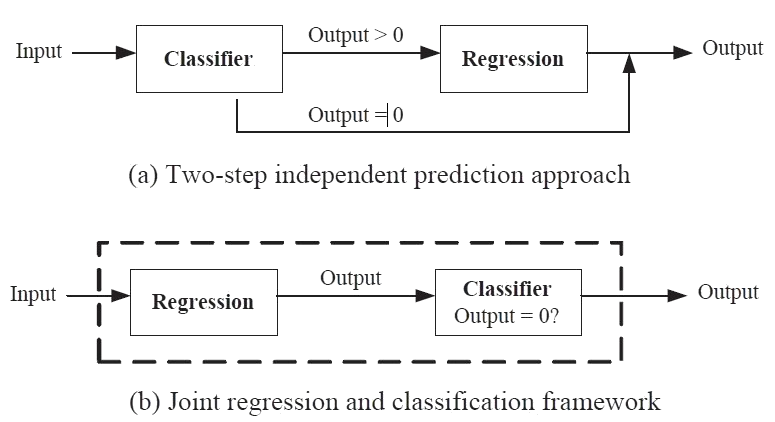 Input
Classifier
Output > 0
Regression
Output
Output = 0
(a) Two-step independent prediction approach
Input
Regression
Output
Classifier
Output = 0?
Output
(b) Joint regression and classification framework